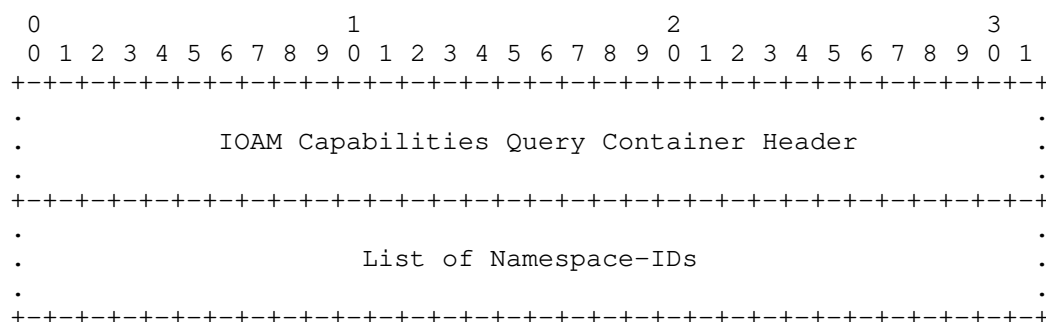 0                   1                   2                   3
 0 1 2 3 4 5 6 7 8 9 0 1 2 3 4 5 6 7 8 9 0 1 2 3 4 5 6 7 8 9 0 1
+-+-+-+-+-+-+-+-+-+-+-+-+-+-+-+-+-+-+-+-+-+-+-+-+-+-+-+-+-+-+-+-+
.                                                               .
.            IOAM Capabilities Query Container Header           .
.                                                               .
+-+-+-+-+-+-+-+-+-+-+-+-+-+-+-+-+-+-+-+-+-+-+-+-+-+-+-+-+-+-+-+-+
.                                                               .
.                     List of Namespace-IDs                     .
.                                                               .
+-+-+-+-+-+-+-+-+-+-+-+-+-+-+-+-+-+-+-+-+-+-+-+-+-+-+-+-+-+-+-+-+